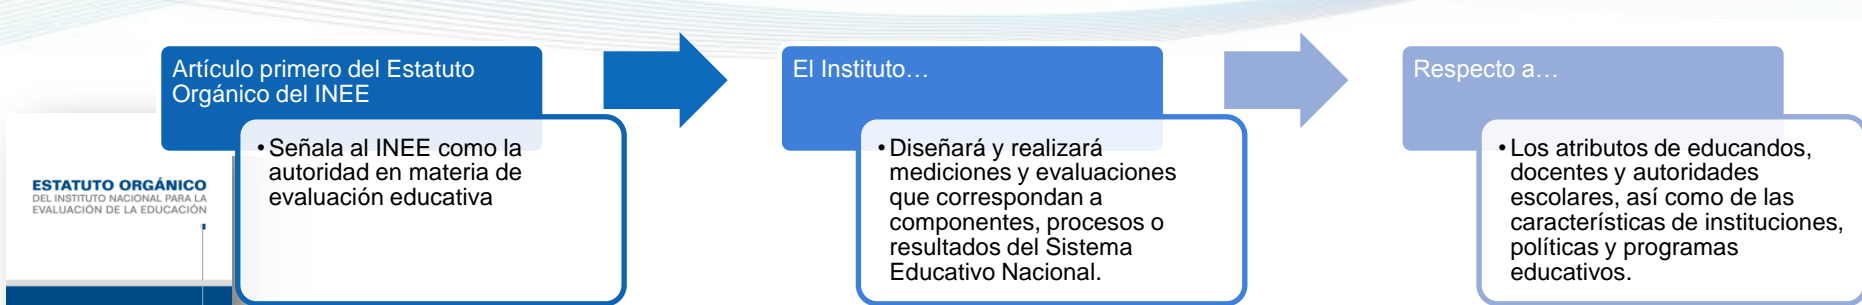 Artículo primero del Estatuto
Orgánico del INEE
• Señala al INEE como la
autoridad en materia de
evaluación educativa
ESTATUTO ORGÁNICO
DEL INSTITUTO NACIONAL PARA LA
EVALUACIÓN DE LA EDUCACIÓN
El Instituto…
• Diseñará y realizará
mediciones y evaluaciones
que correspondan a
componentes, procesos o
resultados del Sistema
Educativo Nacional.
Respecto a…
• Los atributos de educandos,
docentes y autoridades
escolares, así como de las
características de instituciones,
políticas y programas
educativos.